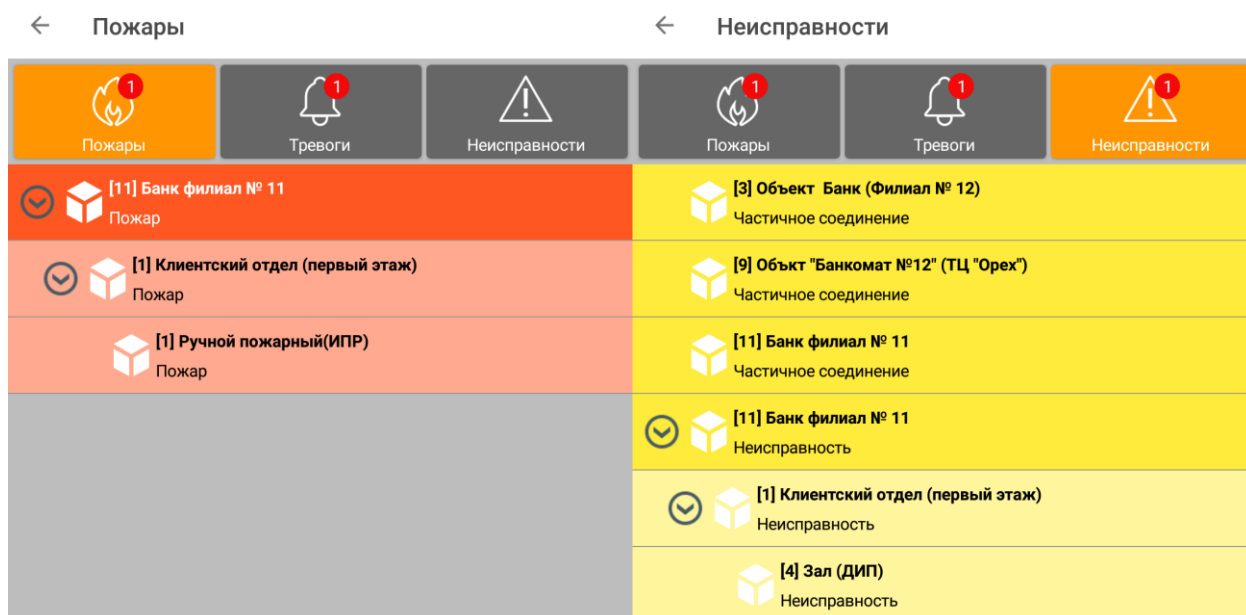 Пожары
1
1
Пожары
Тревоги
Неисправности
[11] Банк филиал № 11
Пожар
[1] Клиентский отдел (первый этаж)
Пожар
[1] Ручной пожарный(ИПР)
Пожар
Неисправности
1
1
1
Пожары
Тревоги
Неисправности
[3] Объект Банк (Филиал № 12)
Частичное соединение
[9] Объкт "Банкомат №12" (ТЦ "Орех")
Частичное соединение
[11] Банк филиал № 11
Частичное соединение
[11] Банк филиал № 11
Неисправность
[1] Клиентский отдел (первый этаж)
Неисправность
[4] Зал (ДИП)
Неисправность